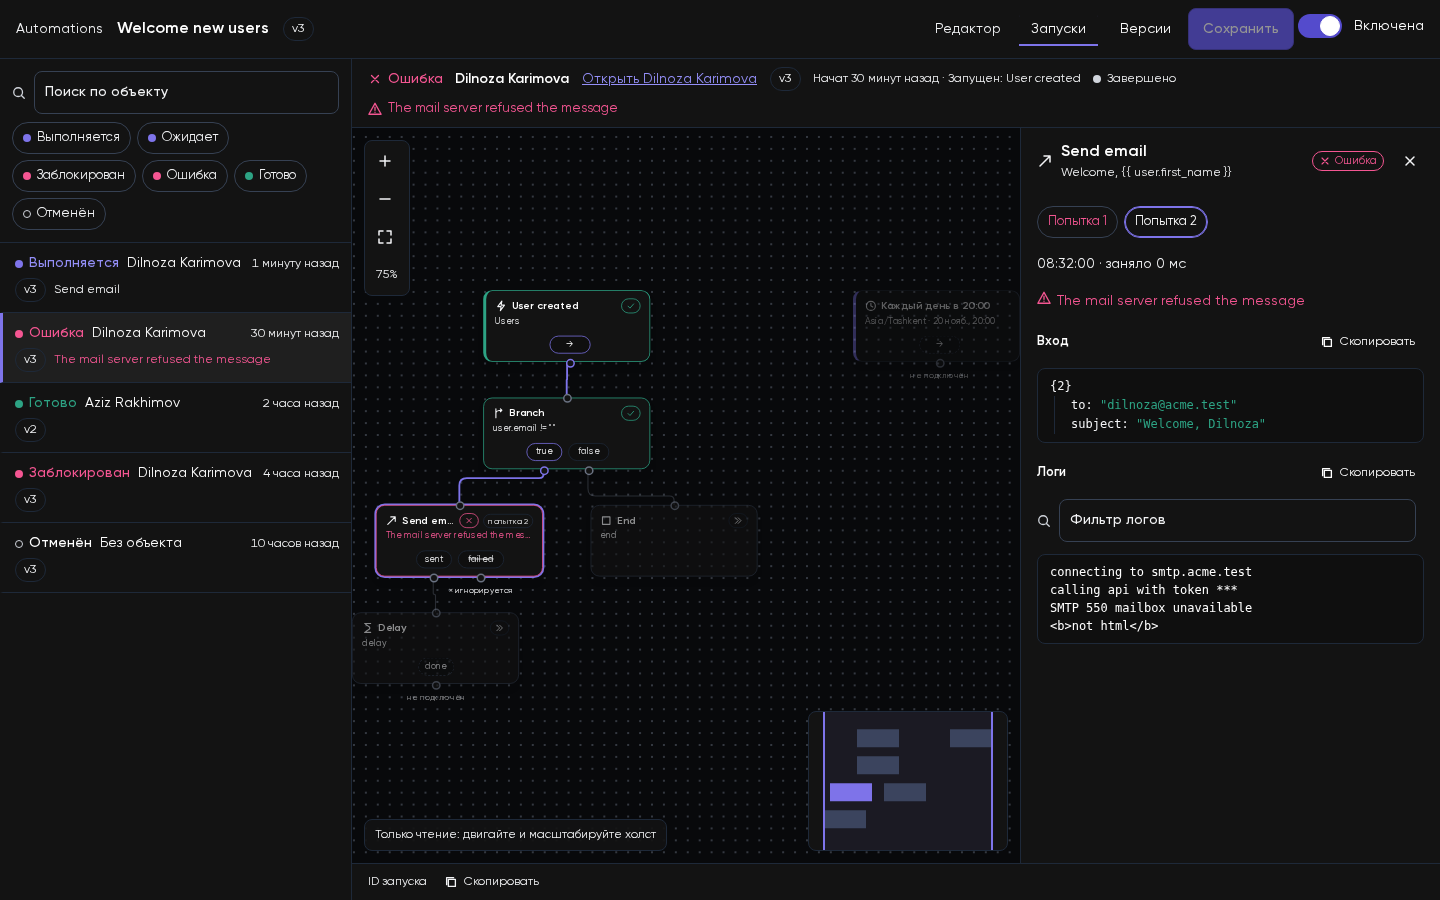 Automations Welcome new users v3
Редактор Запуски Версии Сохранить Включена
Поиск по объекту
Выполняется Ожидает
Заблокирован Ошибка Готово
Отменён
Выполняется Dilnoza Karimova 1 минуту назад
v3 Send email
Ошибка Dilnoza Karimova 30 минут назад
v3 The mail server refused the message
Готово Aziz Rakhimov 2 часа назад
v2
Заблокирован Dilnoza Karimova 4 часа назад
v3
Отменён Без объекта 10 часов назад
v3
Ошибка Dilnoza Karimova Открыть Dilnoza Karimova v3 Начат 30 минут назад · Запущен: User created Завершено
The mail server refused the message
75%
User created
Users
Каждый день в 20:00
Asia/Tashkent · 20 нояб., 20:00
не подключён
Branch
user.email != ""
true false
Send em... попытка 2
The mail server refused the mes...
sent failed
× игнорируется
End
end
Delay
delay
done
не подключён
Только чтение: двигайте и масштабируйте холст
ID запуска Скопировать
Send email
Welcome, {{ user.first_name }}
Ошибка
Попытка 1 Попытка 2
08:32:00 · заняло 0 мс
The mail server refused the message
Вход Скопировать
{2}
to: "dilnoza@acme.test"
subject: "Welcome, Dilnoza"
Логи Скопировать
Фильтр логов
connecting to smtp.acme.test
calling api with token ***
SMTP 550 mailbox unavailable
<b>not html</b>